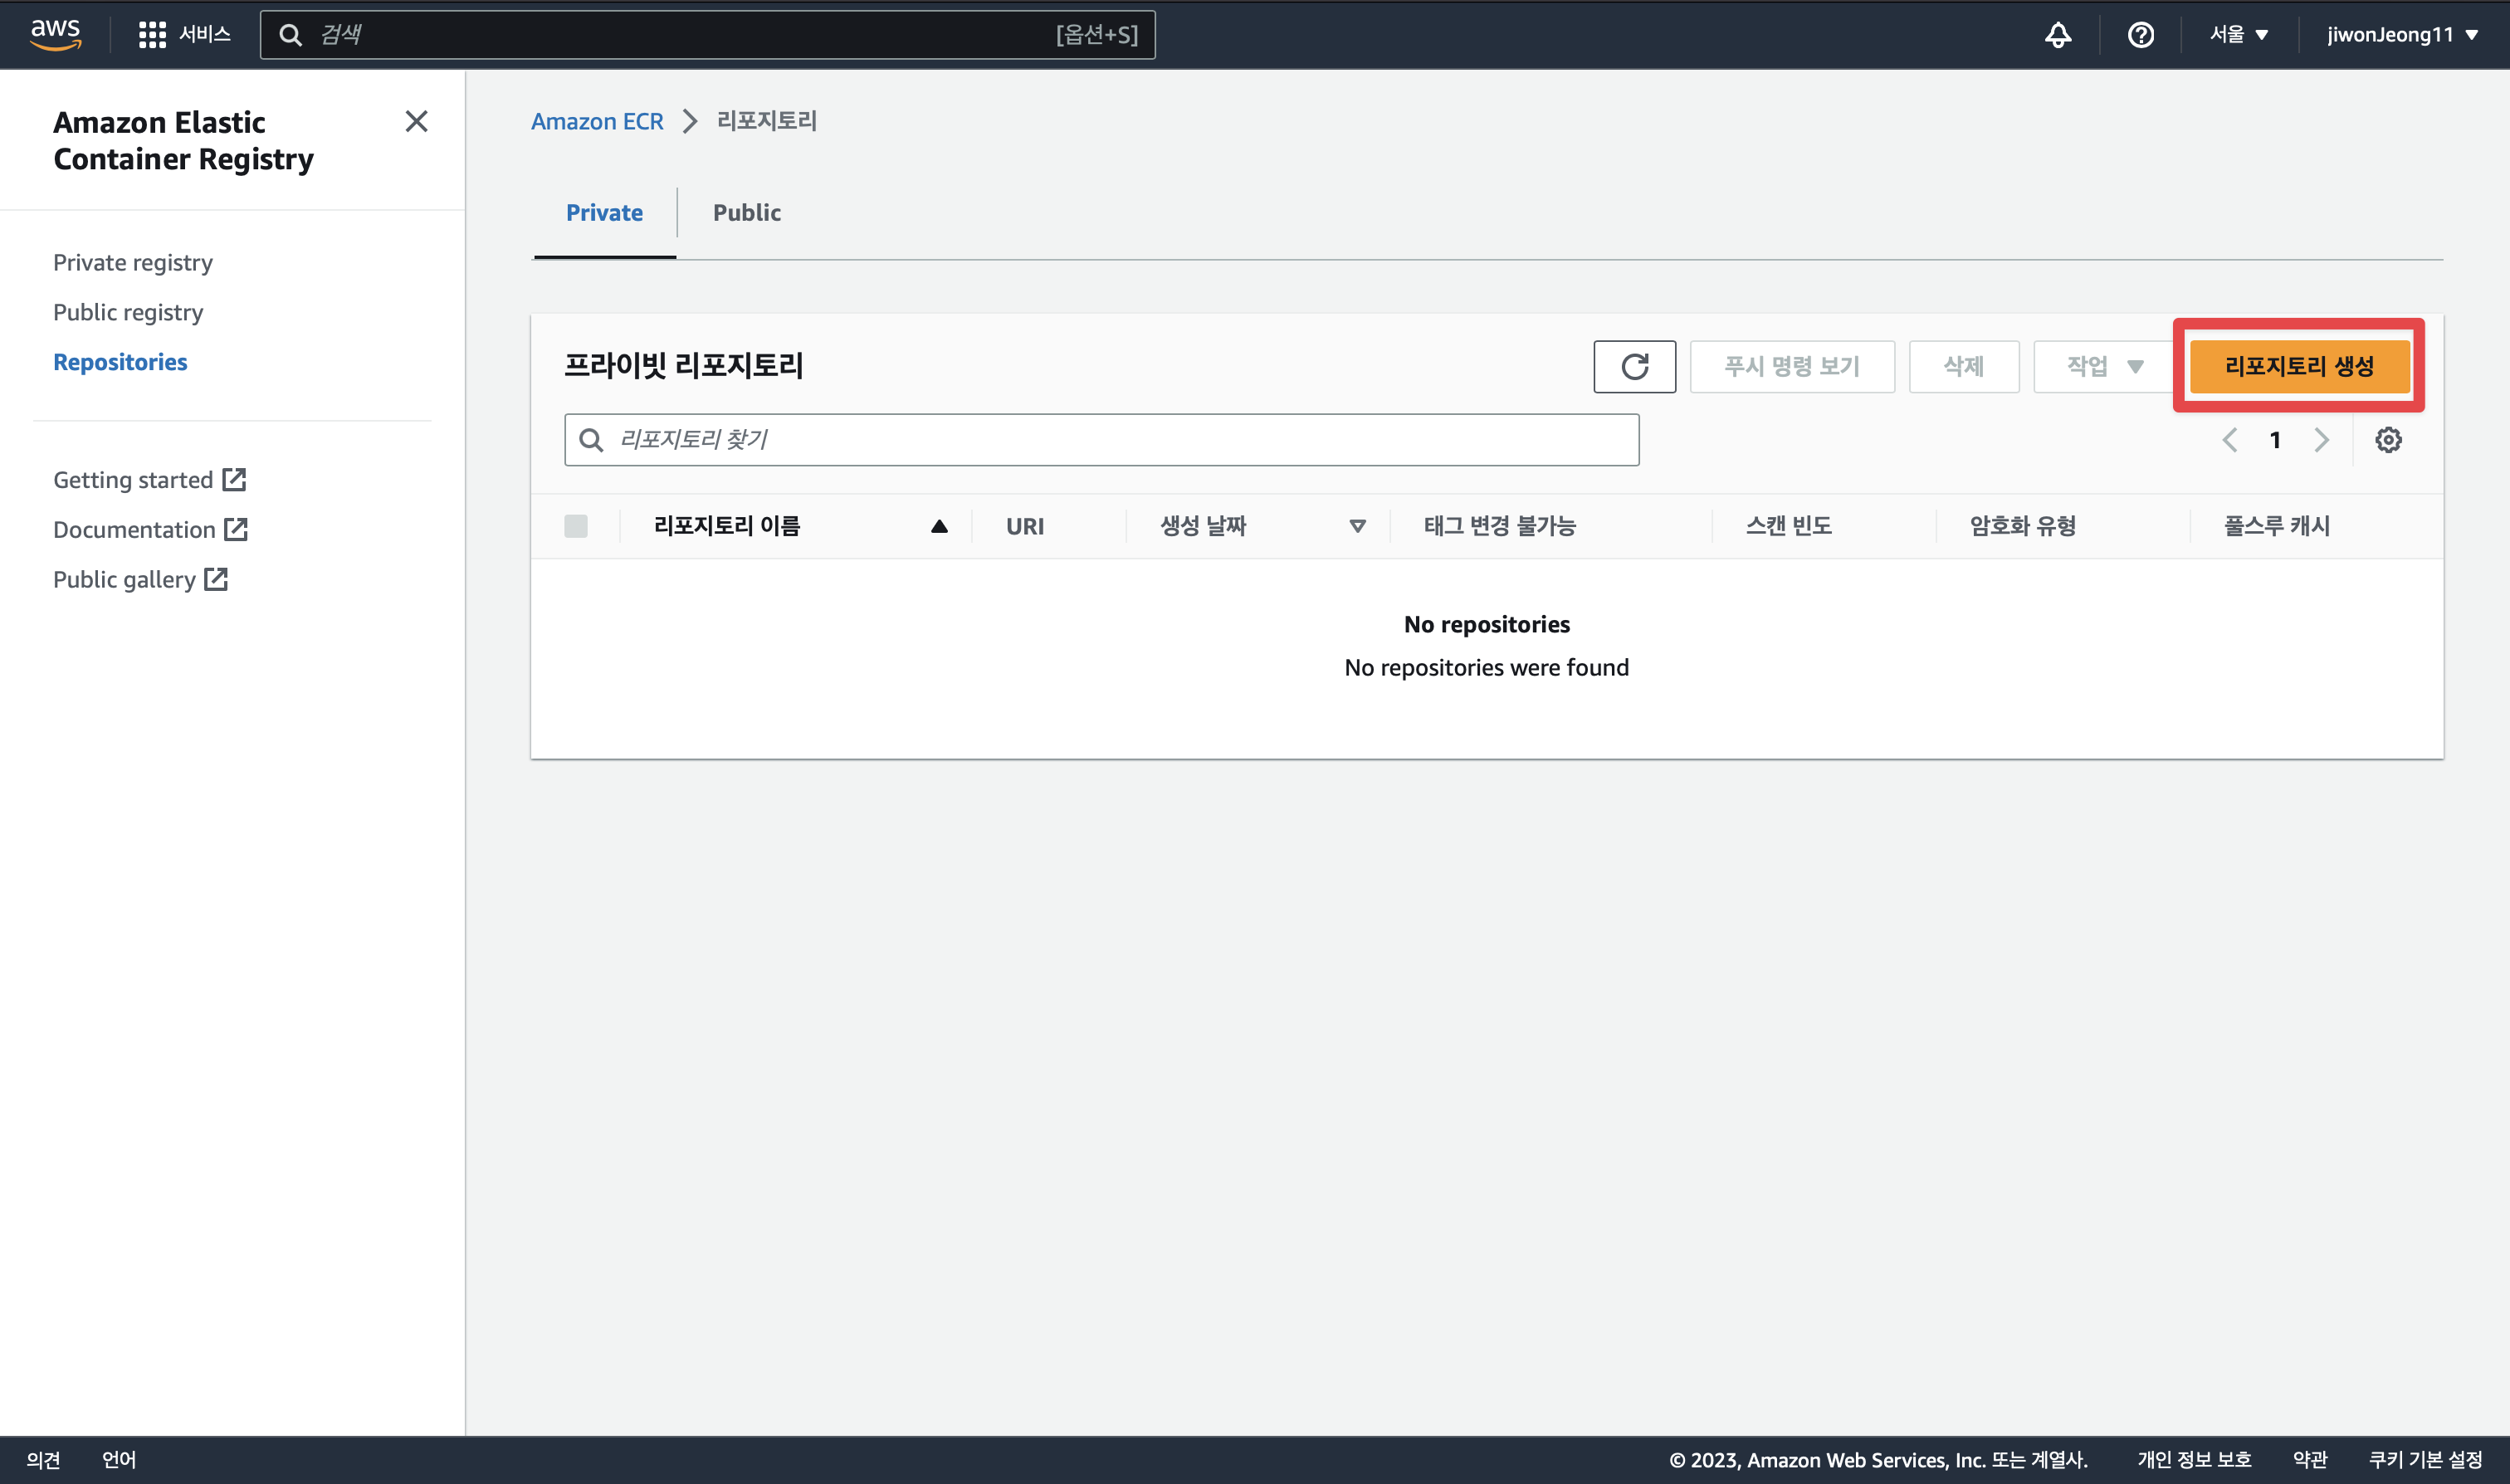 aws 서비스 검색 [옵션+S] 서울 jiwonJeong11
Amazon Elastic
Container Registry
Private registry
Public registry
Repositories
Getting started
Documentation
Public gallery
Amazon ECR 리포지토리
Private Public
프라이빗 리포지토리 푸시 명령 보기 삭제 작업 리포지토리 생성
리포지토리 찾기 1
리포지토리 이름 URI 생성 날짜 태그 변경 불가능 스캔 빈도 암호화 유형 풀스루 캐시
No repositories
No repositories were found
의견 언어 © 2023, Amazon Web Services, Inc. 또는 계열사. 개인 정보 보호 약관 쿠키 기본 설정